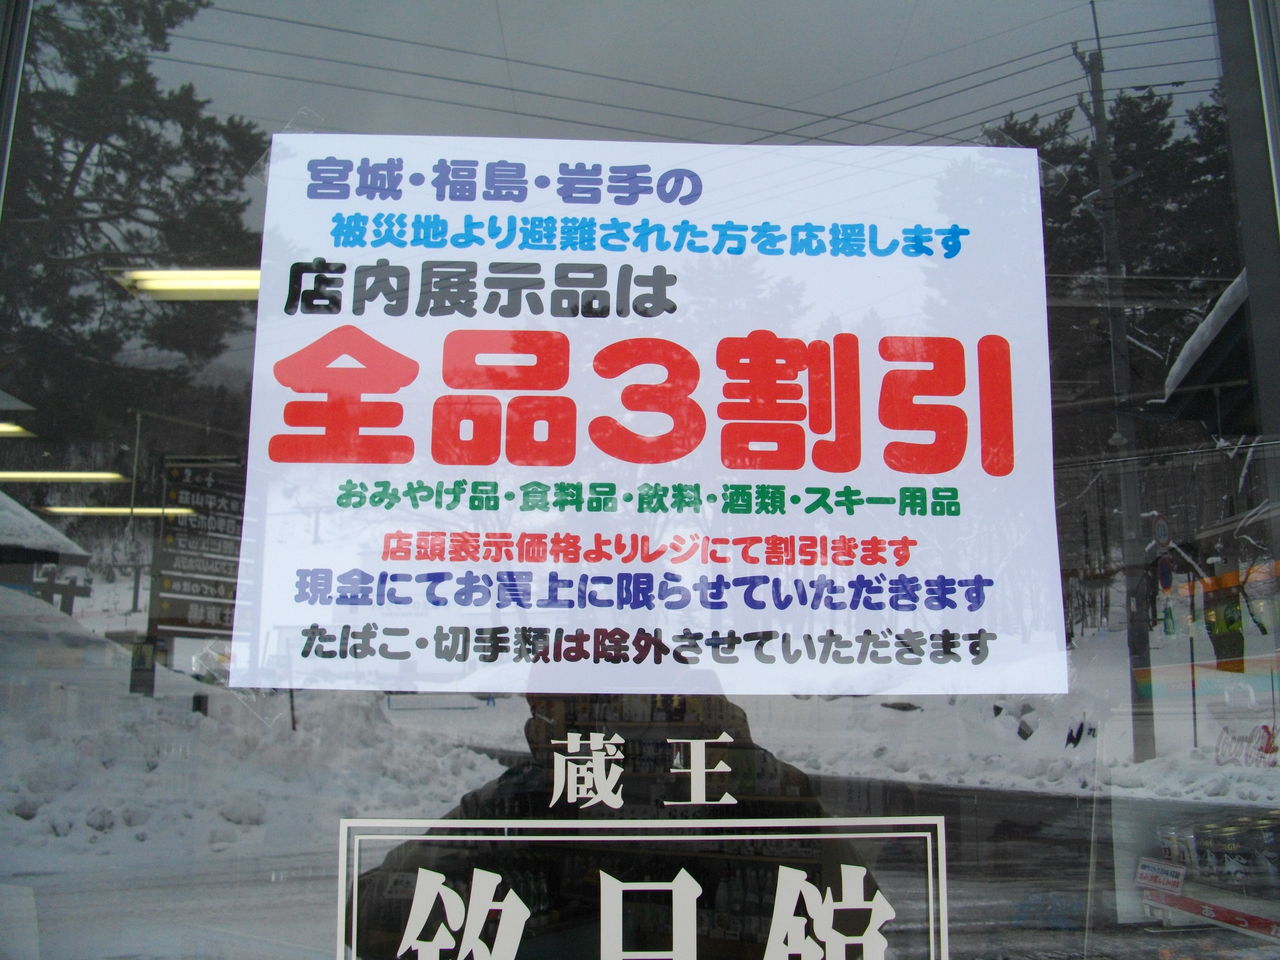 宮城・福島・岩手の
被災地より避難された方を応援します
店内展示品は
全品3割引
おみやげ品・食料品・飲料・酒類・スキー用品
店頭表示価格よりレジにて割引きます
現金にてお買上に限らせていただきます
たばこ・切手類は除外させていただきます
蔵王